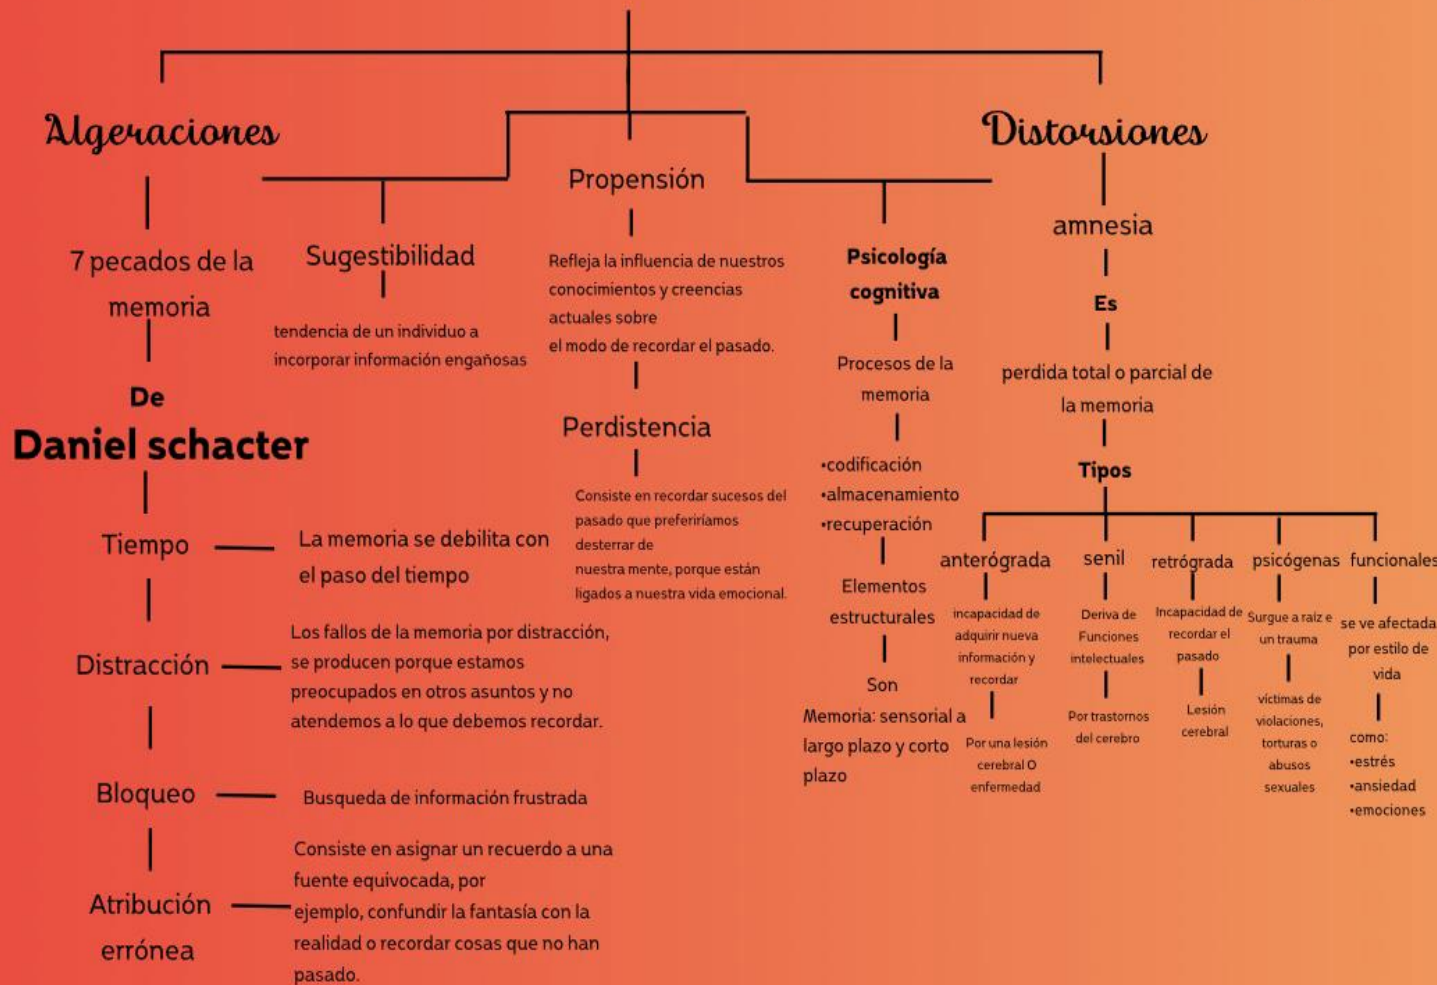 Algeraciones
7 pecados de la
memoria
De
Daniel schacter
Tiempo
La memoria se debilita con
el paso del tiempo
Distracción
Los fallos de la memoria por distracción,
se producen porque estamos
preocupados en otros asuntos y no
atendemos a lo que debemos recordar.
Bloqueo
Busqueda de información frustrada
Atribución
errónea
Consiste en asignar un recuerdo a una
fuente equivocada, por
ejemplo, confundir la fantasía con la
realidad o recordar cosas que no han
pasado.
Sugestibilidad
tendencia de un individuo a
incorporar información engañosas
Propensión
Refleja la influencia de nuestros
conocimientos y creencias
actuales sobre
el modo de recordar el pasado.
Perdistencia
Consiste en recordar sucesos del
pasado que preferiríamos
desterrar de
nuestra mente, porque están
ligados a nuestra vida emocional.
Psicología
cognitiva
Procesos de la
memoria
•codificación
•almacenamiento
•recuperación
Elementos
estructurales
Son
Memoria: sensorial a
largo plazo y corto
plazo
Distorsiones
amnesia
Es
perdida total o parcial de
la memoria
Tipos
anterógrada
incapacidad de
adquirir nueva
información y
recordar
Por una lesión
cerebral O
enfermedad
senil
Deriva de
Funciones
intelectuales
Por trastornos
del cerebro
retrógrada
Incapacidad de
recordar el
pasado
Lesión
cerebral
psicógenas
Surgue a raíz e
un trauma
víctimas de
violaciones,
torturas o
abusos
sexuales
funcionales
se ve afectada
por estilo de
vida
como:
•estrés
•ansiedad
•emociones